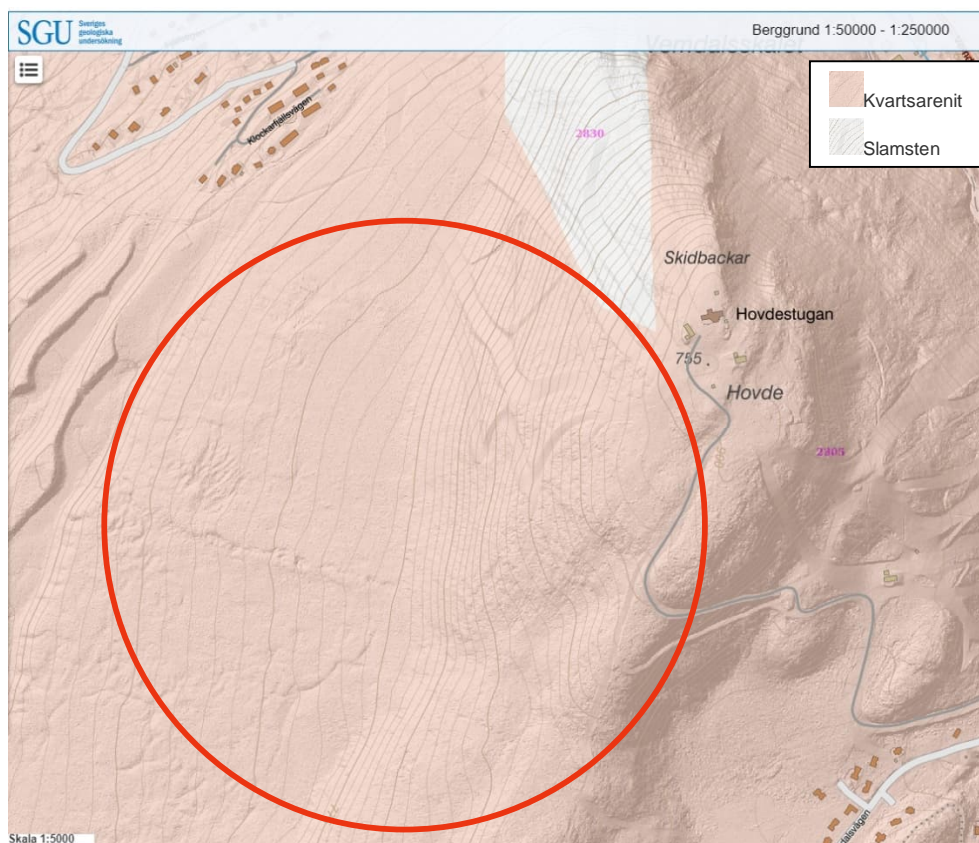 SGU Sveriges
geologiska
undersökning
Berggrund 1:50000 - 1:250000
Vemdalsskalet
Kvartsarenit
Slamsten
Klockarfjällsvägen
2830
Skidbackar
Hovdestugan
755
Hovde
2205
Skala 1:5000